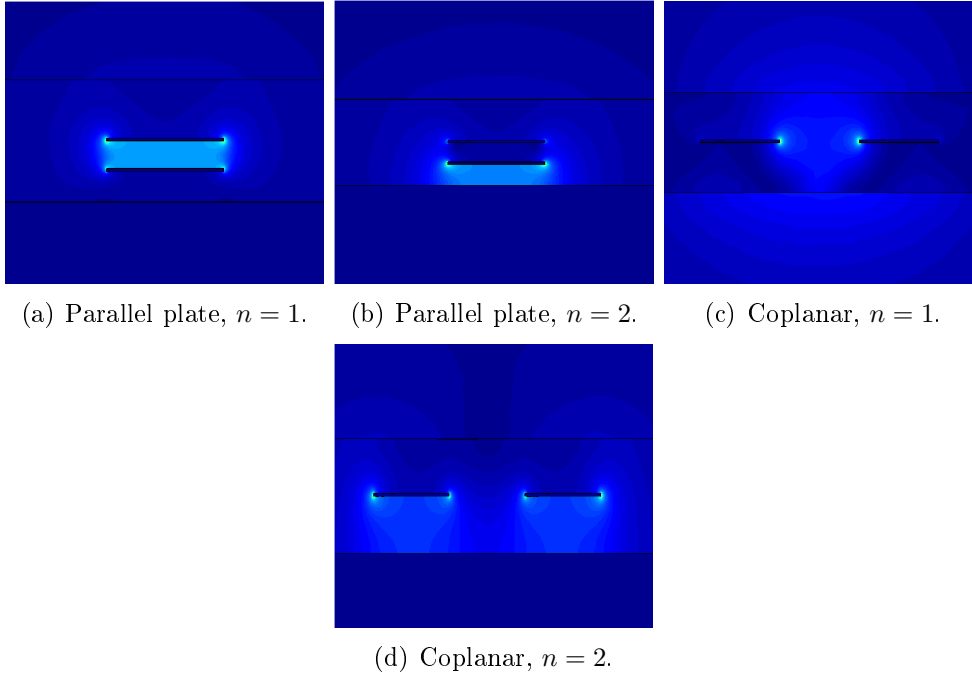 (a) Parallel plate, n = 1.
(b) Parallel plate, n = 2.
(c) Coplanar, n = 1.
(d) Coplanar, n = 2.